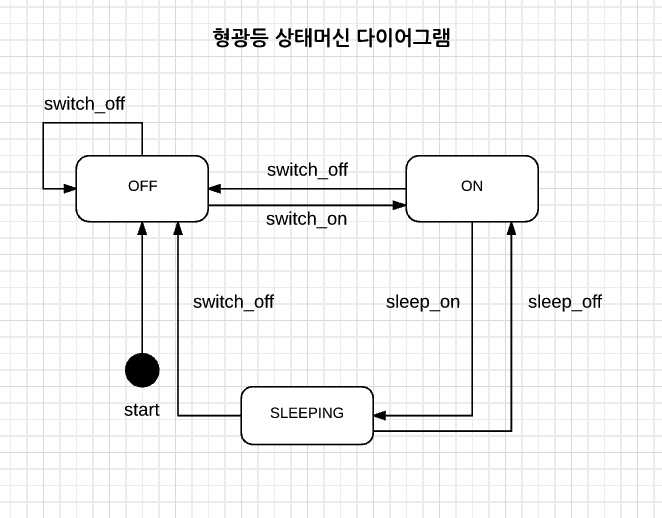 형광등 상태머신 다이어그램
switch_off
OFF
switch_off
switch_on
ON
switch_off
sleep_on
sleep_off
start
SLEEPING